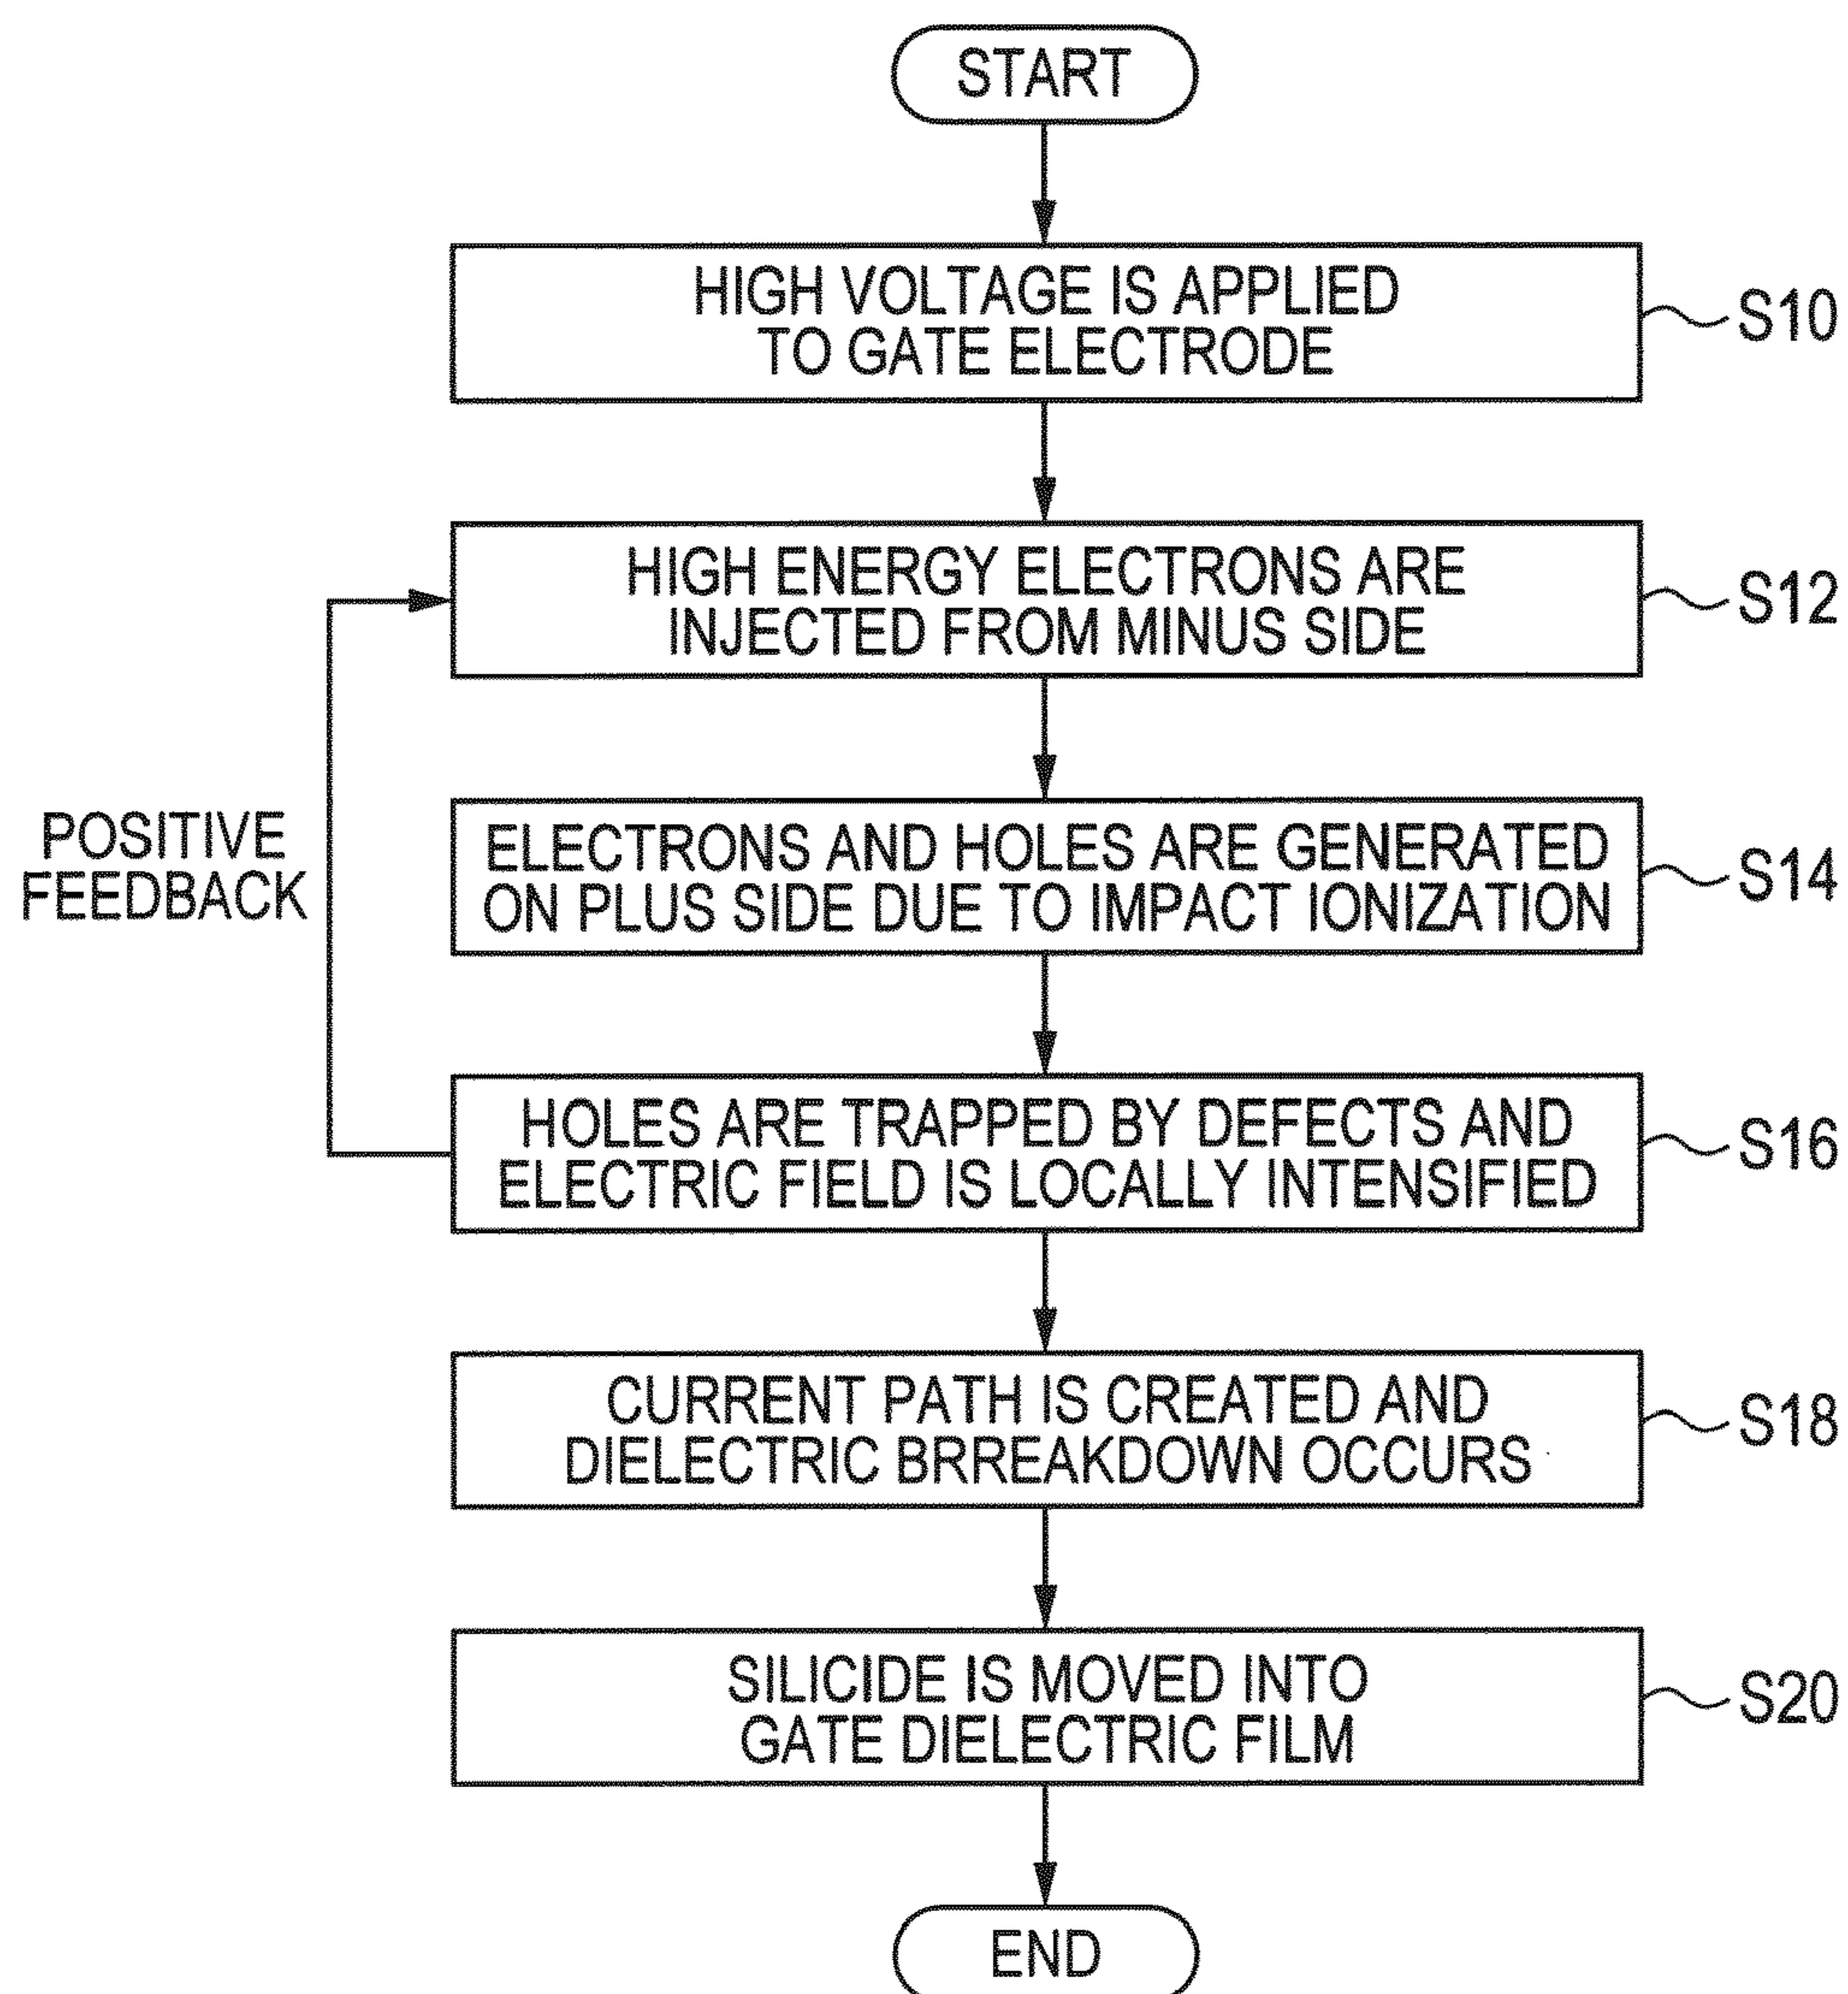 START
HIGH VOLTAGE IS APPLIED
TO GATE ELECTRODE
S10
HIGH ENERGY ELECTRONS ARE
INJECTED FROM MINUS SIDE
S12
POSITIVE
FEEDBACK
ELECTRONS AND HOLES ARE GENERATED
ON PLUS SIDE DUE TO IMPACT IONIZATION
S14
HOLES ARE TRAPPED BY DEFECTS AND
ELECTRIC FIELD IS LOCALLY INTENSIFIED
S16
CURRENT PATH IS CREATED AND
DIELECTRIC BRREAKDOWN OCCURS
S18
SILICIDE IS MOVED INTO
GATE DIELECTRIC FILM
S20
END